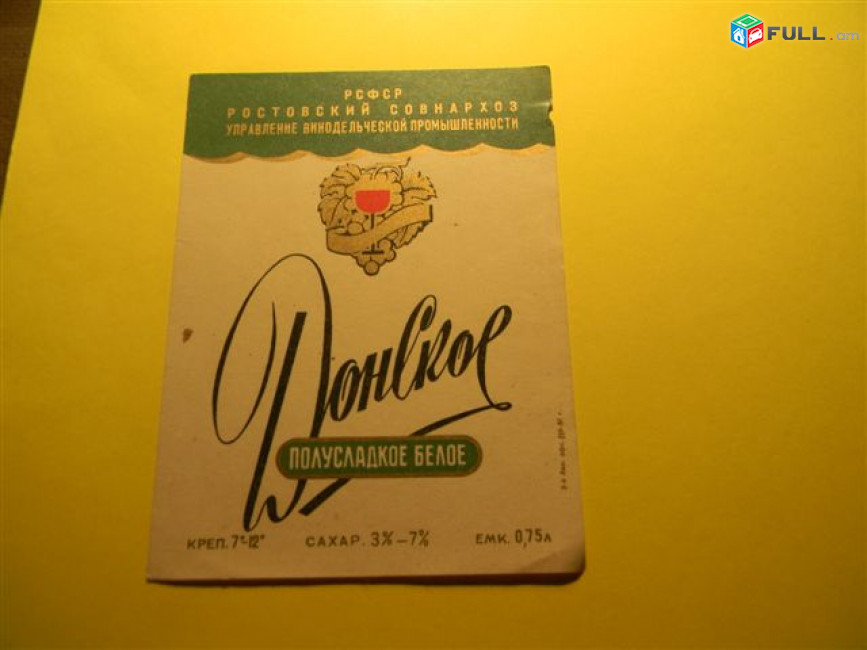 FULL.am
РСФСР
РОСТОВСКИЙ СОВНАРХОЗ
УПРАВЛЕНИЕ ВИНОДЕЛЬЧЕСКОЙ ПРОМЫШЛЕННОСТИ
Донское
ПОЛУСЛАДКОЕ БЕЛОЕ
КРЕП. 7°-12° САХАР. 3%-7% ЕМК. 0,75л